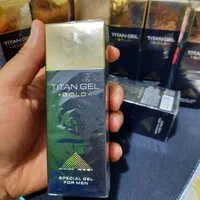 TITAN GEL
GOLD
SPECIAL GEL
FOR MEN